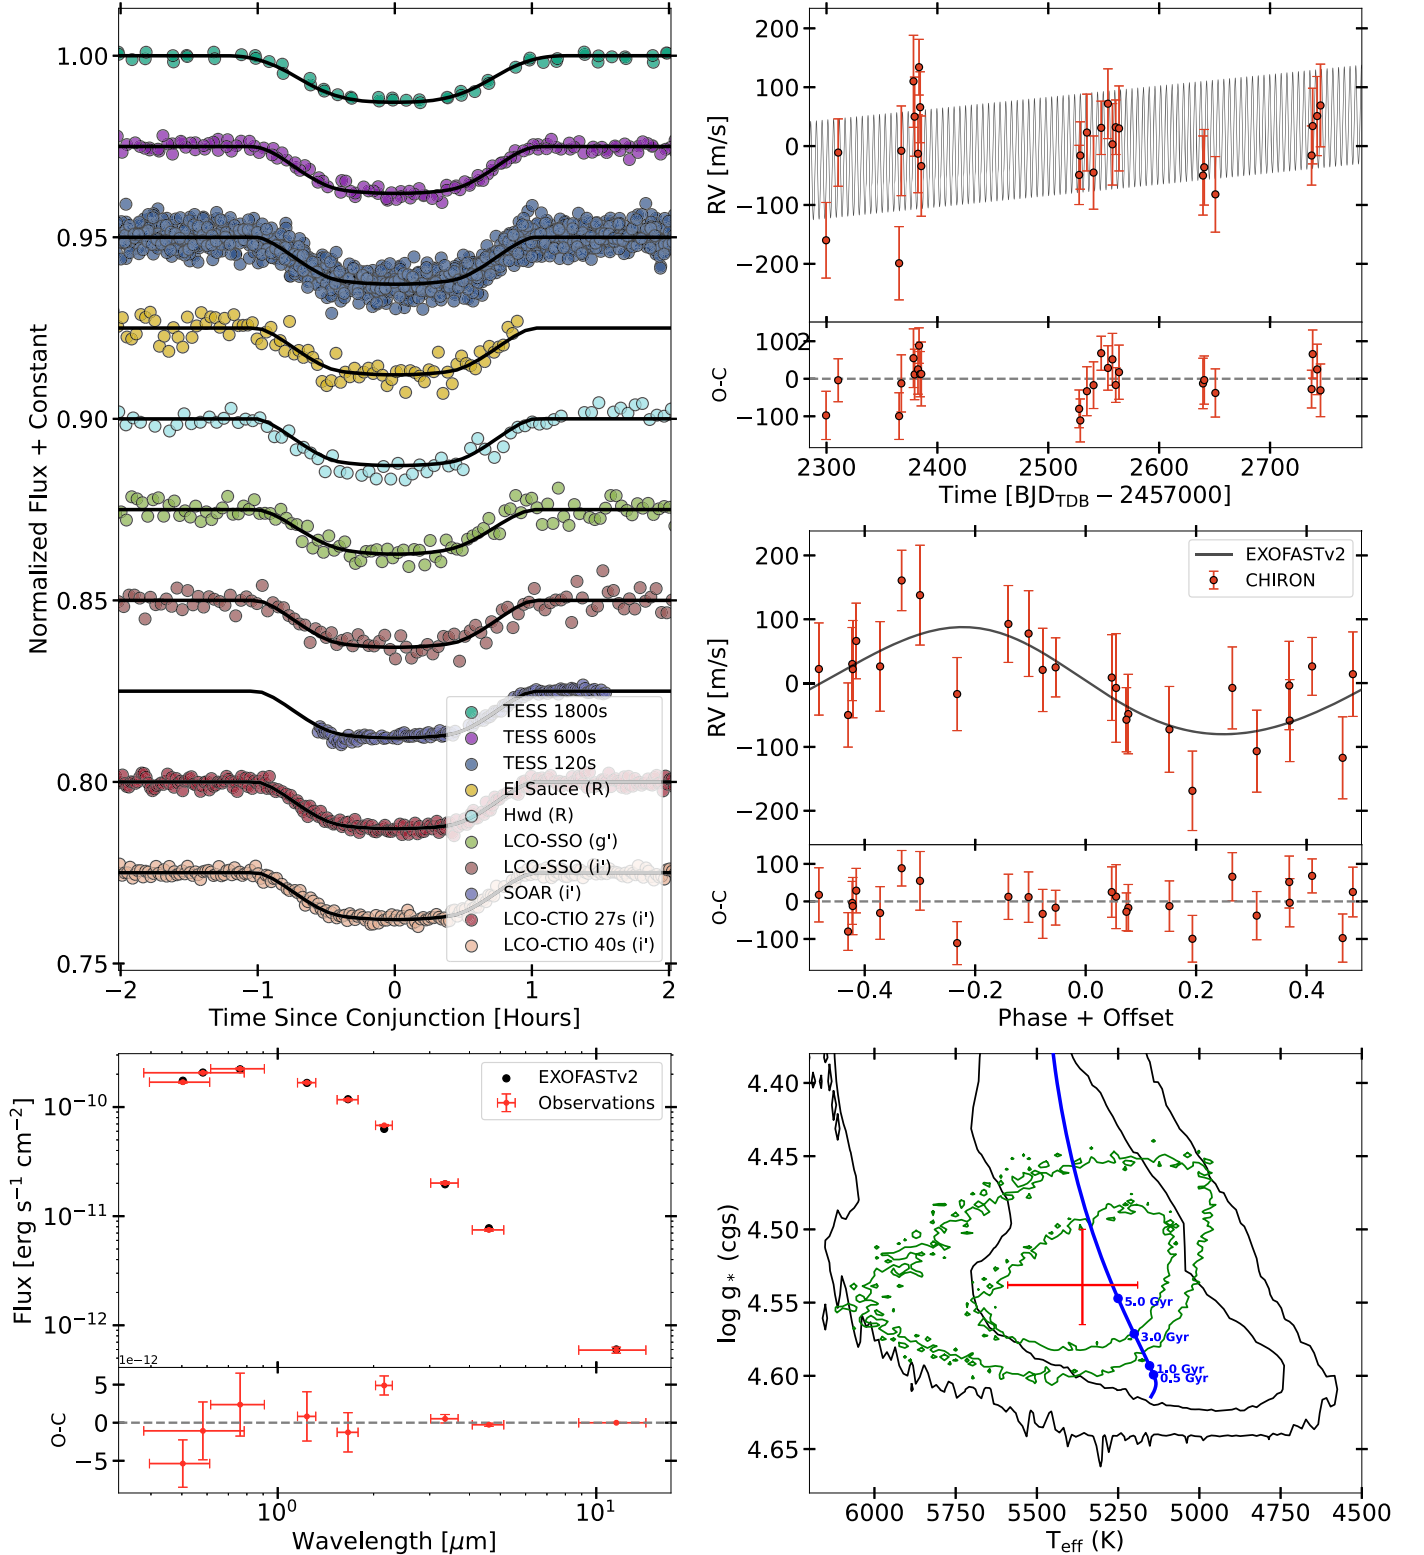 1.00
0.95
0.90
0.85
0.80
0.75
Normalized Flux + Constant
TESS 1800s
TESS 600s
TESS 120s
El Sauce (R)
Hwd (R)
LCO-SSO (g')
LCO-SSO (i')
SOAR (i')
LCO-CTIO 27s (i')
LCO-CTIO 40s (i')
−2 −1 0 1 2
Time Since Conjunction [Hours]
200
100
0
−100
−200
RV [m/s]
1002
0
−100
O-C
2300 2400 2500 2600 2700
Time [BJD_TDB − 2457000]
200
100
0
−100
−200
RV [m/s]
EXOFASTv2
CHIRON
100
0
−100
O-C
−0.4 −0.2 0.0 0.2 0.4
Phase + Offset
10⁻¹⁰
10⁻¹¹
10⁻¹²
Flux [erg s⁻¹ cm⁻²]
EXOFASTv2
Observations
1e−12
5
0
−5
O-C
10⁰ 10¹
Wavelength [μm]
4.40
4.45
4.50
4.55
4.60
4.65
log g* (cgs)
5.0 Gyr
3.0 Gyr
1.0 Gyr
0.5 Gyr
6000 5750 5500 5250 5000 4750 4500
T_eff (K)